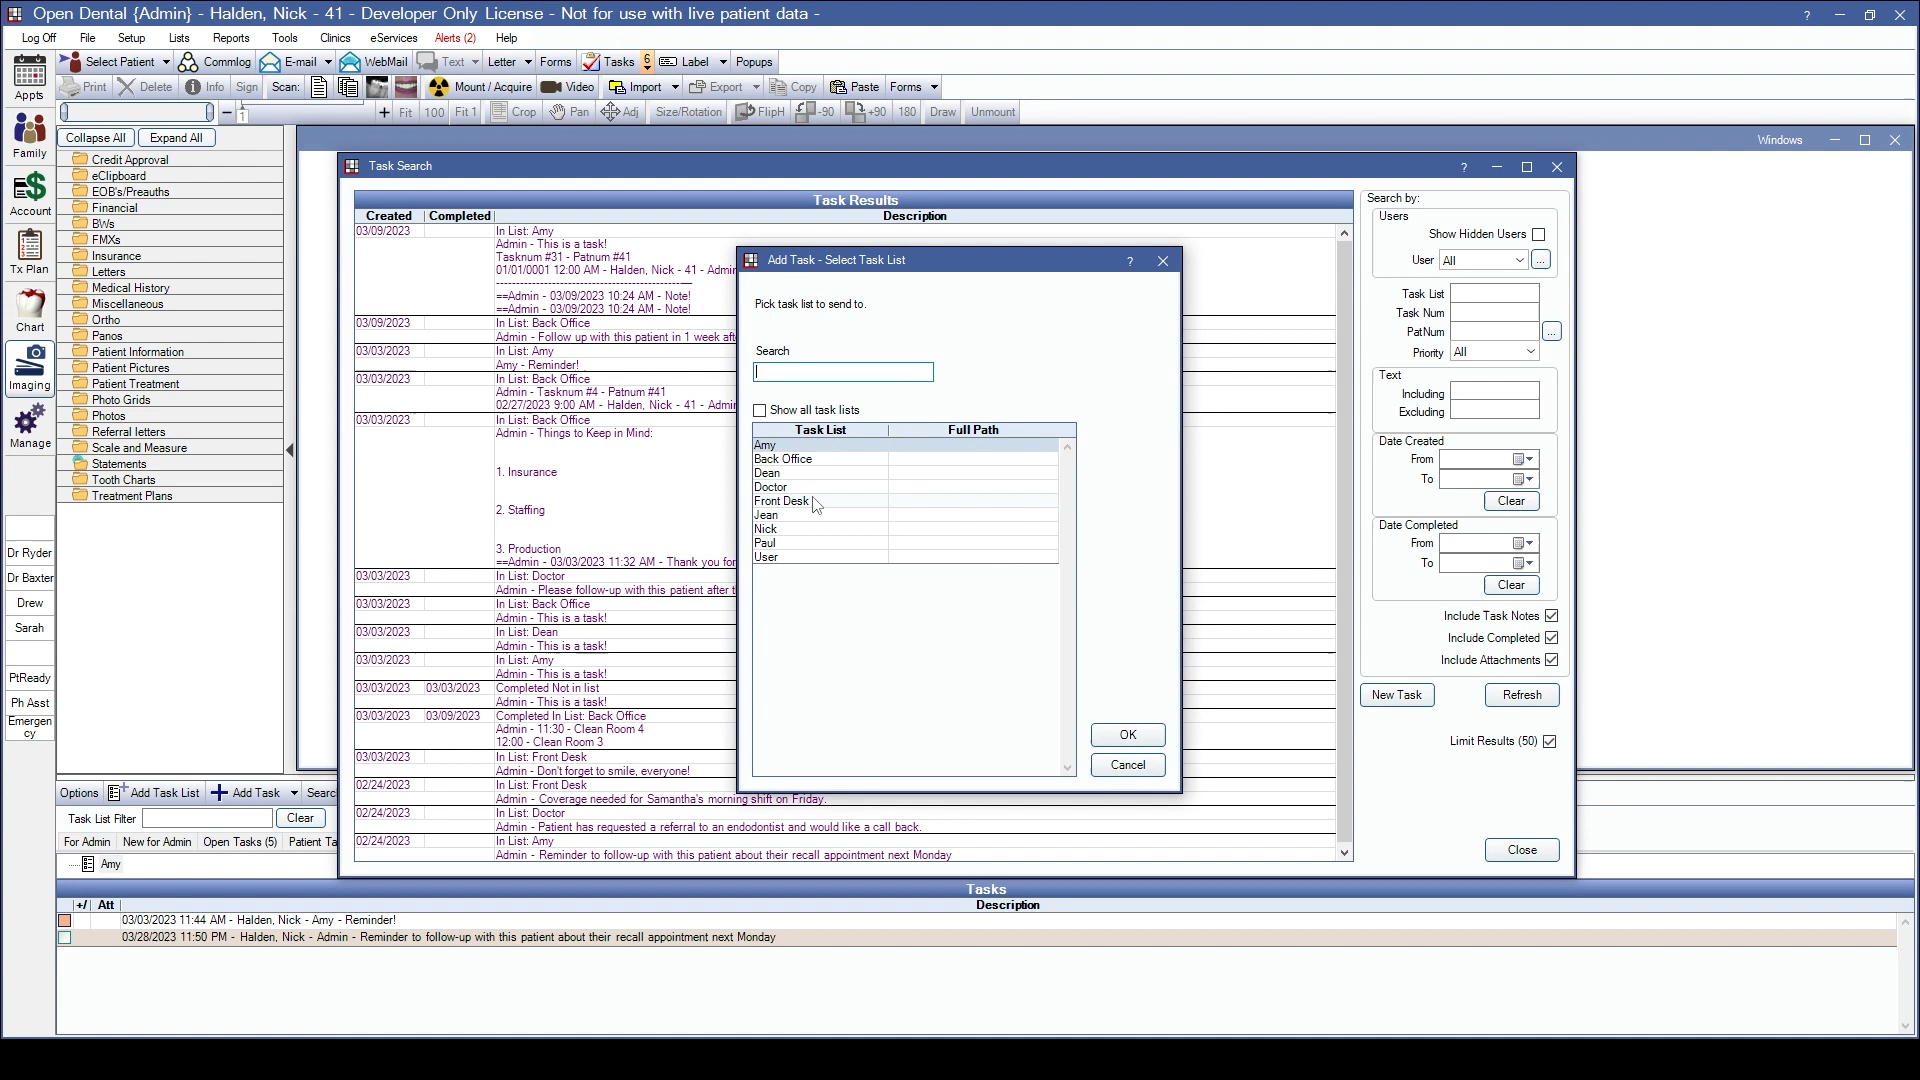 Open Dental {Admin} - Halden, Nick - 41 - Developer Only License - Not for use with live patient data -
Log Off File Setup Lists Reports Tools Clinics eServices Alerts (2) Help
Appts
Select Patient Commlog E-mail WebMail Text Letter Forms Tasks 6 Label Popups
Print Delete Info Sign Scan: Mount / Acquire Video Import Export Copy Paste Forms
1 Fit 100 Fit 1 Crop Pan Adj Size/Rotation FlipH -90 +90 180 Draw Unmount
Family
Account
Tx Plan
Chart
Imaging
Manage
Dr Ryder
Dr Baxter
Drew
Sarah
PtReady
Ph Asst
Emergen
cy
Collapse All Expand All
Credit Approval
eClipboard
EOB's/Preauths
Financial
BWs
FMXs
Insurance
Letters
Medical History
Miscellaneous
Ortho
Panos
Patient Information
Patient Pictures
Patient Treatment
Photo Grids
Photos
Referral letters
Scale and Measure
Statements
Tooth Charts
Treatment Plans
Windows
Task Search
Task Results
Created Completed Description
03/09/2023 In List: Amy
Admin - This is a task!
Tasknum #31 - Patnum #41
01/01/0001 12:00 AM - Halden, Nick - 41 - Admin
==Admin - 03/09/2023 10:24 AM - Note!
==Admin - 03/09/2023 10:24 AM - Note!
03/09/2023 In List: Back Office
Admin - Follow up with this patient in 1 week aft
03/03/2023 In List: Amy
Amy - Reminder!
03/03/2023 In List: Back Office
Admin - Tasknum #4 - Patnum #41
02/27/2023 9:00 AM - Halden, Nick - 41 - Admin
03/03/2023 In List: Back Office
Admin - Things to Keep in Mind:
1. Insurance
2. Staffing
3. Production
==Admin - 03/03/2023 11:32 AM - Thank you for
03/03/2023 In List: Doctor
Admin - Please follow-up with this patient after t
03/03/2023 In List: Back Office
Admin - This is a task!
03/03/2023 In List: Dean
Admin - This is a task!
03/03/2023 In List: Amy
Admin - This is a task!
03/03/2023 03/03/2023 Completed Not in list
Admin - This is a task!
03/03/2023 03/09/2023 Completed In List: Back Office
Admin - 11:30 - Clean Room 4
12:00 - Clean Room 3
03/03/2023 In List: Front Desk
Admin - Don't forget to smile, everyone!
02/24/2023 In List: Front Desk
Admin - Coverage needed for Samantha's morning shift on Friday.
02/24/2023 In List: Doctor
Admin - Patient has requested a referral to an endodontist and would like a call back.
02/24/2023 In List: Amy
Admin - Reminder to follow-up with this patient about their recall appointment next Monday
Add Task - Select Task List
Pick task list to send to.
Search
Show all task lists
Task List Full Path
Amy
Back Office
Dean
Doctor
Front Desk
Jean
Nick
Paul
User
OK
Cancel
Search by:
Users
Show Hidden Users
User All ...
Task List
Task Num
PatNum ...
Priority All
Text
Including
Excluding
Date Created
From
To
Clear
Date Completed
From
To
Clear
Include Task Notes
Include Completed
Include Attachments
New Task Refresh
Limit Results (50)
Close
Options Add Task List Add Task Searc
Task List Filter Clear
For Admin New for Admin Open Tasks (5) Patient Ta
Amy
Tasks
+/ Att Description
03/03/2023 11:44 AM - Halden, Nick - Amy - Reminder!
03/28/2023 11:50 PM - Halden, Nick - Admin - Reminder to follow-up with this patient about their recall appointment next Monday